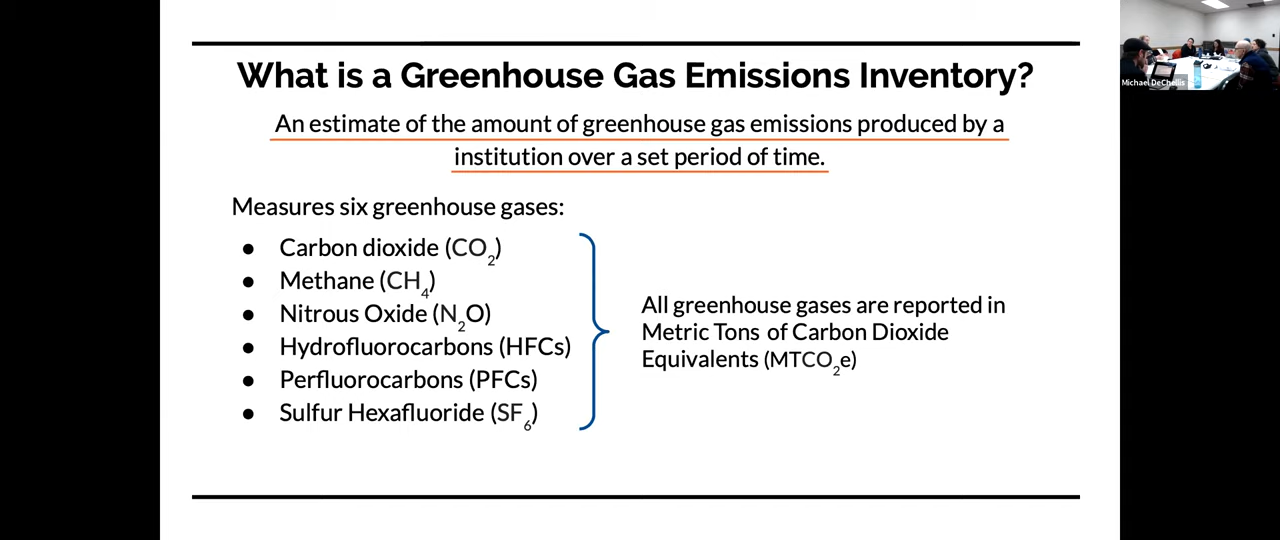 What is a Greenhouse Gas Emissions Inventory?
An estimate of the amount of greenhouse gas emissions produced by a
institution over a set period of time.
Measures six greenhouse gases:
● Carbon dioxide (CO₂)
● Methane (CH₄)
● Nitrous Oxide (N₂O)
● Hydrofluorocarbons (HFCs)
● Perfluorocarbons (PFCs)
● Sulfur Hexafluoride (SF₆)
All greenhouse gases are reported in
Metric Tons of Carbon Dioxide
Equivalents (MTCO₂e)
Michael DeChellis